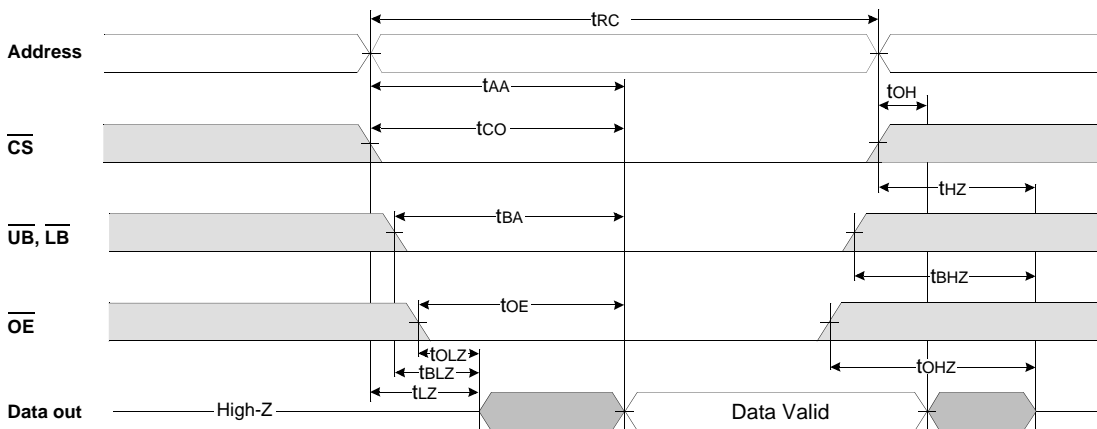 tRC
Address
tAA
tOH
tCO
CS
tHZ
tBA
UB, LB
tBHZ
tOE
OE
tOLZ
tBLZ
tOHZ
tLZ
Data out
High-Z
Data Valid